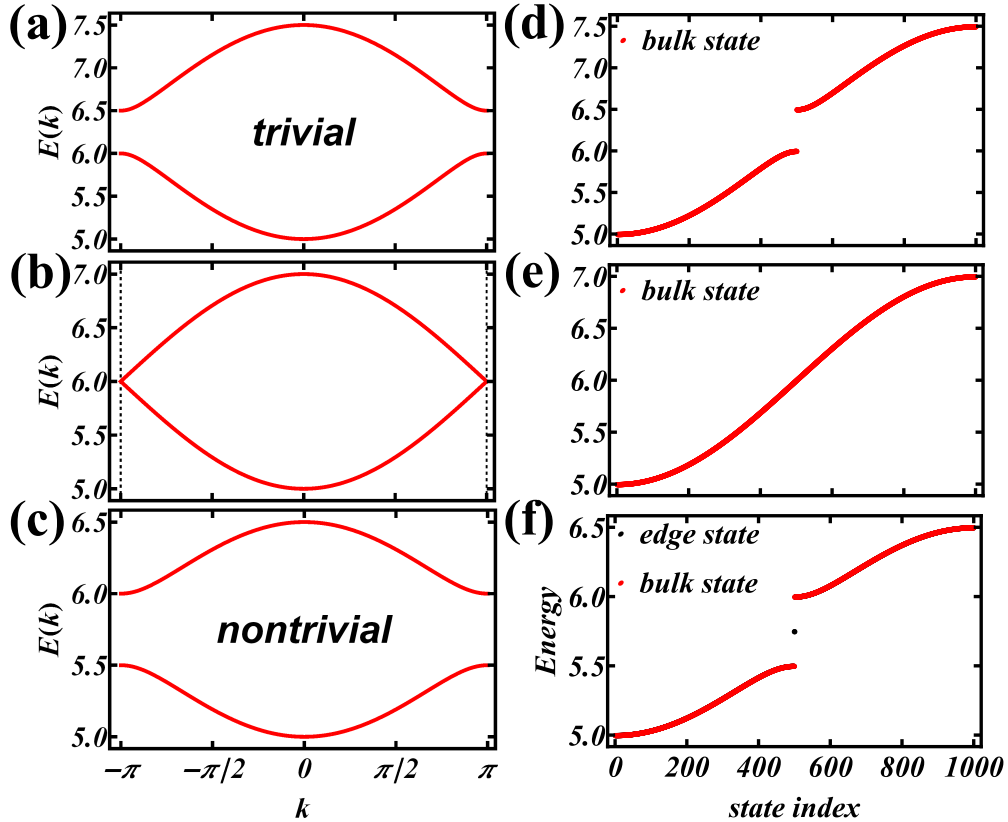 (a)
7.5
7.0
6.5
6.0
5.5
5.0
E(k)
trivial
(d)
7.5
7.0
6.5
6.0
5.5
5.0
bulk state
(b)
7.0
6.5
6.0
5.5
5.0
E(k)
(e)
7.0
6.5
6.0
5.5
5.0
bulk state
(c)
6.5
6.0
5.5
5.0
E(k)
nontrivial
−π −π/2 0 π/2 π
k
(f)
6.5
6.0
5.5
5.0
Energy
edge state
bulk state
0 200 400 600 800 1000
state index